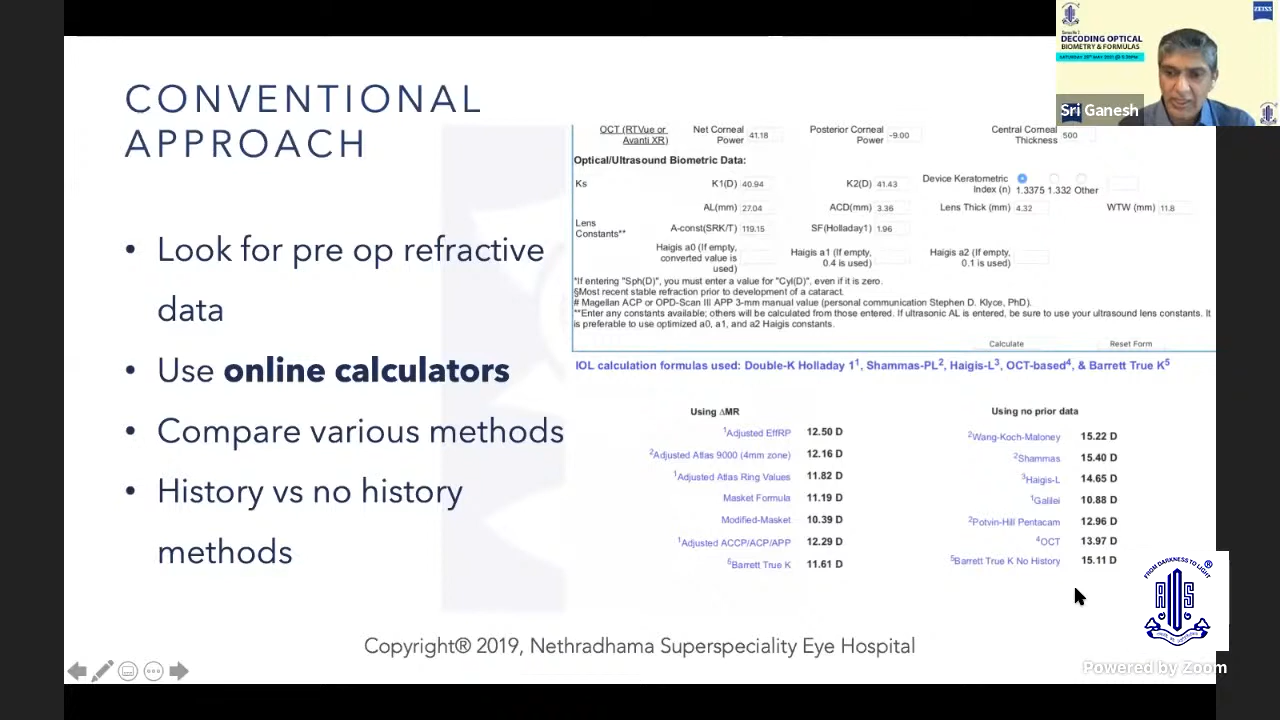 CONVENTIONAL
APPROACH
• Look for pre op refractive
data
• Use online calculators
• Compare various methods
• History vs no history
methods
OCT (RTVue or Avanti XR) Net Corneal Power 41.18 Posterior Corneal Power -9.00 Central Corneal Thickness 500
Optical/Ultrasound Biometric Data:
Ks K1(D) 40.94 K2(D) 41.43 Device Keratometric Index (n) 1.3375 1.332 Other
AL(mm) 27.04 ACD(mm) 3.36 Lens Thick (mm) 4.32 WTW (mm) 11.8
Lens Constants** A-const(SRK/T) 119.15 SF(Holladay1) 1.96
Haigis a0 (If empty, converted value is used) Haigis a1 (If empty, 0.4 is used) Haigis a2 (If empty, 0.1 is used)
*If entering "Sph(D)", you must enter a value for "Cyl(D)", even if it is zero.
§Most recent stable refraction prior to development of a cataract.
# Magellan ACP or OPD-Scan III APP 3-mm manual value (personal communication Stephen D. Klyce, PhD).
**Enter any constants available; others will be calculated from those entered. If ultrasonic AL is entered, be sure to use your ultrasound lens constants. It
is preferable to use optimized a0, a1, and a2 Haigis constants.
Calculate Reset Form
IOL calculation formulas used: Double-K Holladay 1¹, Shammas-PL², Haigis-L³, OCT-based⁴, & Barrett True K⁵
Using ΔMR
¹Adjusted EffRP 12.50 D
²Adjusted Atlas 9000 (4mm zone) 12.16 D
¹Adjusted Atlas Ring Values 11.82 D
Masket Formula 11.19 D
Modified-Masket 10.39 D
¹Adjusted ACCP/ACP/APP 12.29 D
⁵Barrett True K 11.61 D
Using no prior data
²Wang-Koch-Maloney 15.22 D
²Shammas 15.40 D
³Haigis-L 14.65 D
¹Galilei 10.88 D
²Potvin-Hill Pentacam 12.96 D
⁴OCT 13.97 D
⁵Barrett True K No History 15.11 D
Copyright® 2019, Nethradhama Superspeciality Eye Hospital
DECODING OPTICAL
BIOMETRY & FORMULAS
ZEISS
Sri Ganesh
FROM DARKNESS TO LIGHT
®
Powered by Zoom